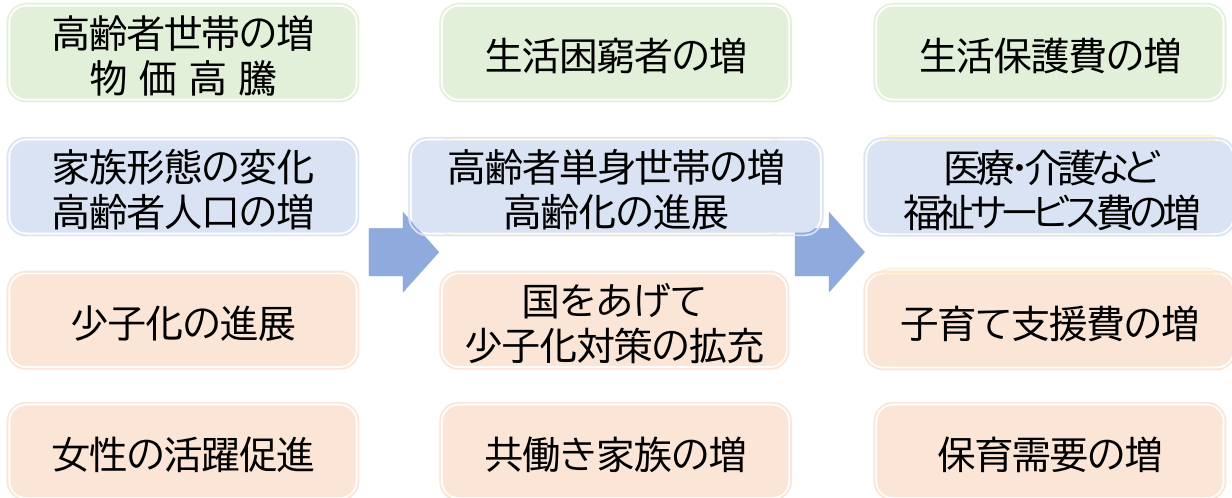 高齢者世帯の増
物価高騰
生活困窮者の増
生活保護費の増
家族形態の変化
高齢者人口の増
高齢者単身世帯の増
高齢化の進展
医療・介護など
福祉サービス費の増
少子化の進展
国をあげて
少子化対策の拡充
子育て支援費の増
女性の活躍促進
共働き家族の増
保育需要の増